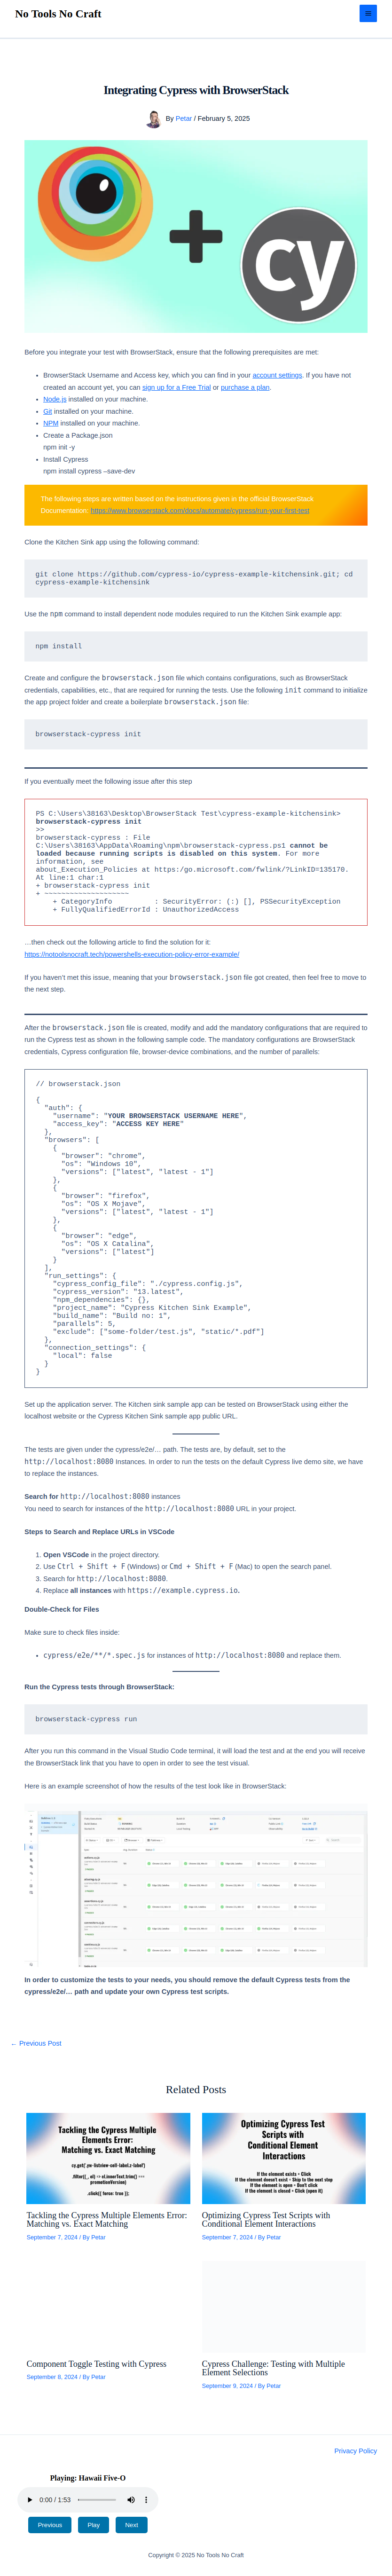 No Tools No Craft
Integrating Cypress with BrowserStack
By Petar / February 5, 2025
cy
Before you integrate your test with BrowserStack, ensure that the following prerequisites are met:
BrowserStack Username and Access key, which you can find in your account settings. If you have not
created an account yet, you can sign up for a Free Trial or purchase a plan.
Node.js installed on your machine.
Git installed on your machine.
NPM installed on your machine.
Create a Package.json
npm init -y
Install Cypress
npm install cypress –save-dev
The following steps are written based on the instructions given in the official BrowserStack
Documentation: https://www.browserstack.com/docs/automate/cypress/run-your-first-test
Clone the Kitchen Sink app using the following command:
git clone https://github.com/cypress-io/cypress-example-kitchensink.git; cd
cypress-example-kitchensink
Use the npm command to install dependent node modules required to run the Kitchen Sink example app:
npm install
Create and configure the browserstack.json file which contains configurations, such as BrowserStack
credentials, capabilities, etc., that are required for running the tests. Use the following init command to initialize
the app project folder and create a boilerplate browserstack.json file:
browserstack-cypress init
If you eventually meet the following issue after this step
PS C:\Users\38163\Desktop\BrowserStack Test\cypress-example-kitchensink>
browserstack-cypress init
>>
browserstack-cypress : File
C:\Users\38163\AppData\Roaming\npm\browserstack-cypress.ps1 cannot be
loaded because running scripts is disabled on this system. For more
information, see
about_Execution_Policies at https:/go.microsoft.com/fwlink/?LinkID=135170.
At line:1 char:1
+ browserstack-cypress init
+ ~~~~~~~~~~~~~~~~~~~~
+ CategoryInfo : SecurityError: (:) [], PSSecurityException
+ FullyQualifiedErrorId : UnauthorizedAccess
…then check out the following article to find the solution for it:
https://notoolsnocraft.tech/powershells-execution-policy-error-example/
If you haven't met this issue, meaning that your browserstack.json file got created, then feel free to move to
the next step.
After the browserstack.json file is created, modify and add the mandatory configurations that are required to
run the Cypress test as shown in the following sample code. The mandatory configurations are BrowserStack
credentials, Cypress configuration file, browser-device combinations, and the number of parallels:
// browserstack.json
{
"auth": {
"username": "YOUR BROWSERSTACK USERNAME HERE",
"access_key": "ACCESS KEY HERE"
},
"browsers": [
{
"browser": "chrome",
"os": "Windows 10",
"versions": ["latest", "latest - 1"]
},
{
"browser": "firefox",
"os": "OS X Mojave",
"versions": ["latest", "latest - 1"]
},
{
"browser": "edge",
"os": "OS X Catalina",
"versions": ["latest"]
}
],
"run_settings": {
"cypress_config_file": "./cypress.config.js",
"cypress_version": "13.latest",
"npm_dependencies": {},
"project_name": "Cypress Kitchen Sink Example",
"build_name": "Build no: 1",
"parallels": 5,
"exclude": ["some-folder/test.js", "static/*.pdf"]
},
"connection_settings": {
"local": false
}
}
Set up the application server. The Kitchen sink sample app can be tested on BrowserStack using either the
localhost website or the Cypress Kitchen Sink sample app public URL.
The tests are given under the cypress/e2e/… path. The tests are, by default, set to the
http://localhost:8080 Instances. In order to run the tests on the default Cypress live demo site, we have
to replace the instances.
Search for http://localhost:8080 instances
You need to search for instances of the http://localhost:8080 URL in your project.
Steps to Search and Replace URLs in VSCode
1. Open VSCode in the project directory.
2. Use Ctrl + Shift + F (Windows) or Cmd + Shift + F (Mac) to open the search panel.
3. Search for http://localhost:8080.
4. Replace all instances with https://example.cypress.io.
Double-Check for Files
Make sure to check files inside:
cypress/e2e/**/*.spec.js for instances of http://localhost:8080 and replace them.
Run the Cypress tests through BrowserStack:
browserstack-cypress run
After you run this command in the Visual Studio Code terminal, it will load the test and at the end you will receive
the BrowserStack link that you have to open in order to see the test visual.
Here is an example screenshot of how the results of the test look like in BrowserStack:
In order to customize the tests to your needs, you should remove the default Cypress tests from the
cypress/e2e/… path and update your own Cypress test scripts.
← Previous Post
Related Posts
Tackling the Cypress Multiple
Elements Error:
Matching vs. Exact Matching
cy.get('.pw-listview-cell-label.z-label')
.filter((_, el) => el.innerText.trim() ===
promotionVersion)
.click({ force: true });
Optimizing Cypress Test
Scripts with
Conditional Element
Interactions
If the element exists + Click
If the element doesn't exist - Skip to the next step
If the element is open + Don't click
If the element is closed + Click (open it)
Tackling the Cypress Multiple Elements Error:
Matching vs. Exact Matching
September 7, 2024 / By Petar
Optimizing Cypress Test Scripts with
Conditional Element Interactions
September 7, 2024 / By Petar
Component Toggle Testing with Cypress
September 8, 2024 / By Petar
Cypress Challenge: Testing with Multiple
Element Selections
September 9, 2024 / By Petar
Privacy Policy
Playing: Hawaii Five-O
0:00 / 1:53
Previous
Play
Next
Copyright © 2025 No Tools No Craft